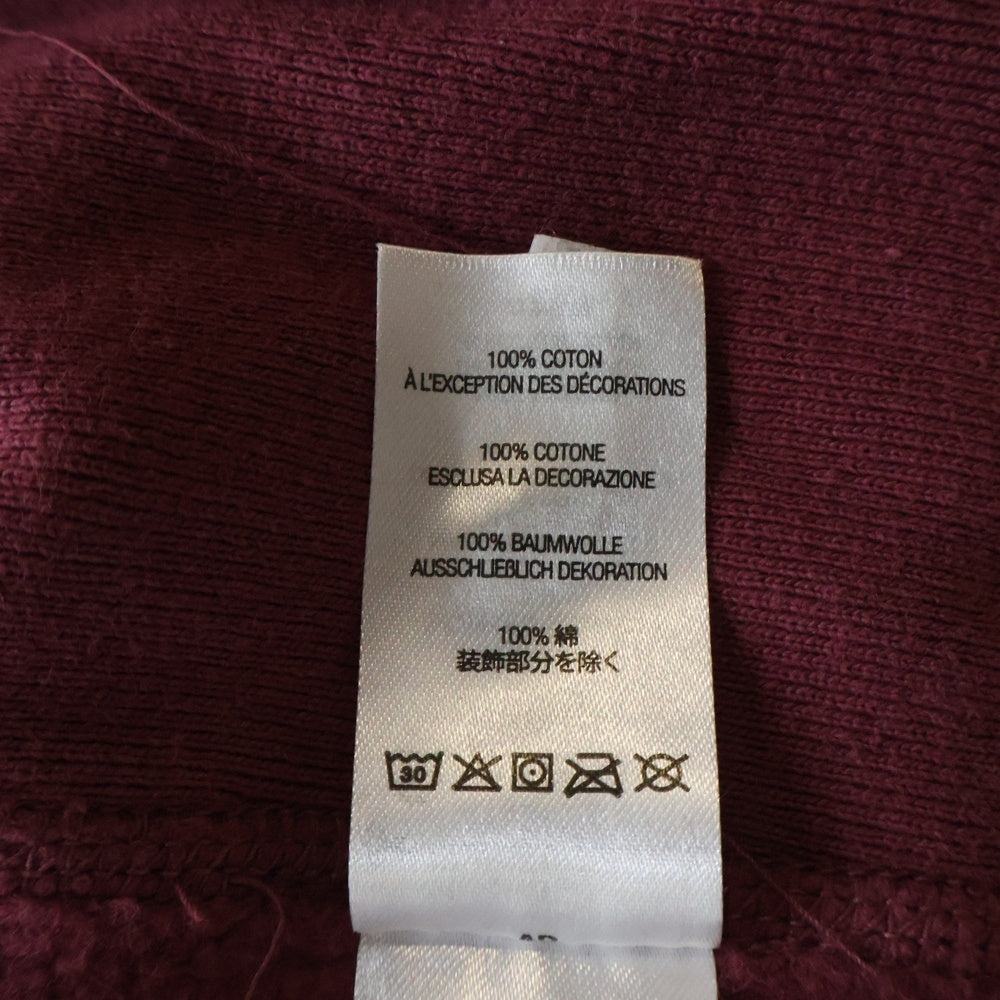 100% COTON
À L'EXCEPTION DES DÉCORATIONS
100% COTONE
ESCLUSA LA DECORAZIONE
100% BAUMWOLLE
AUSSCHLIEßLICH DEKORATION
100% 綿
装飾部分を除く
30